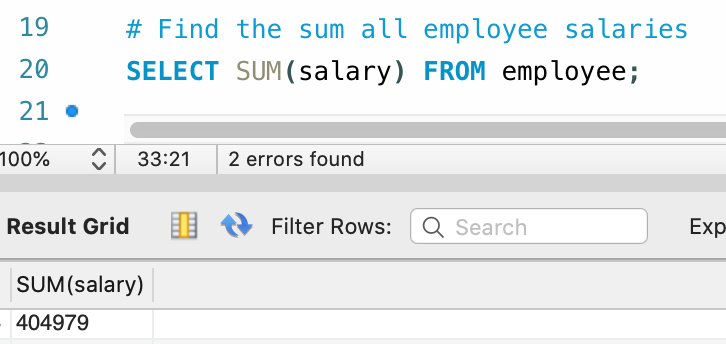 19 # Find the sum all employee salaries
20 SELECT SUM(salary) FROM employee;
21
100% 33:21 2 errors found
Result Grid Filter Rows: Search Exp
SUM(salary)
404979